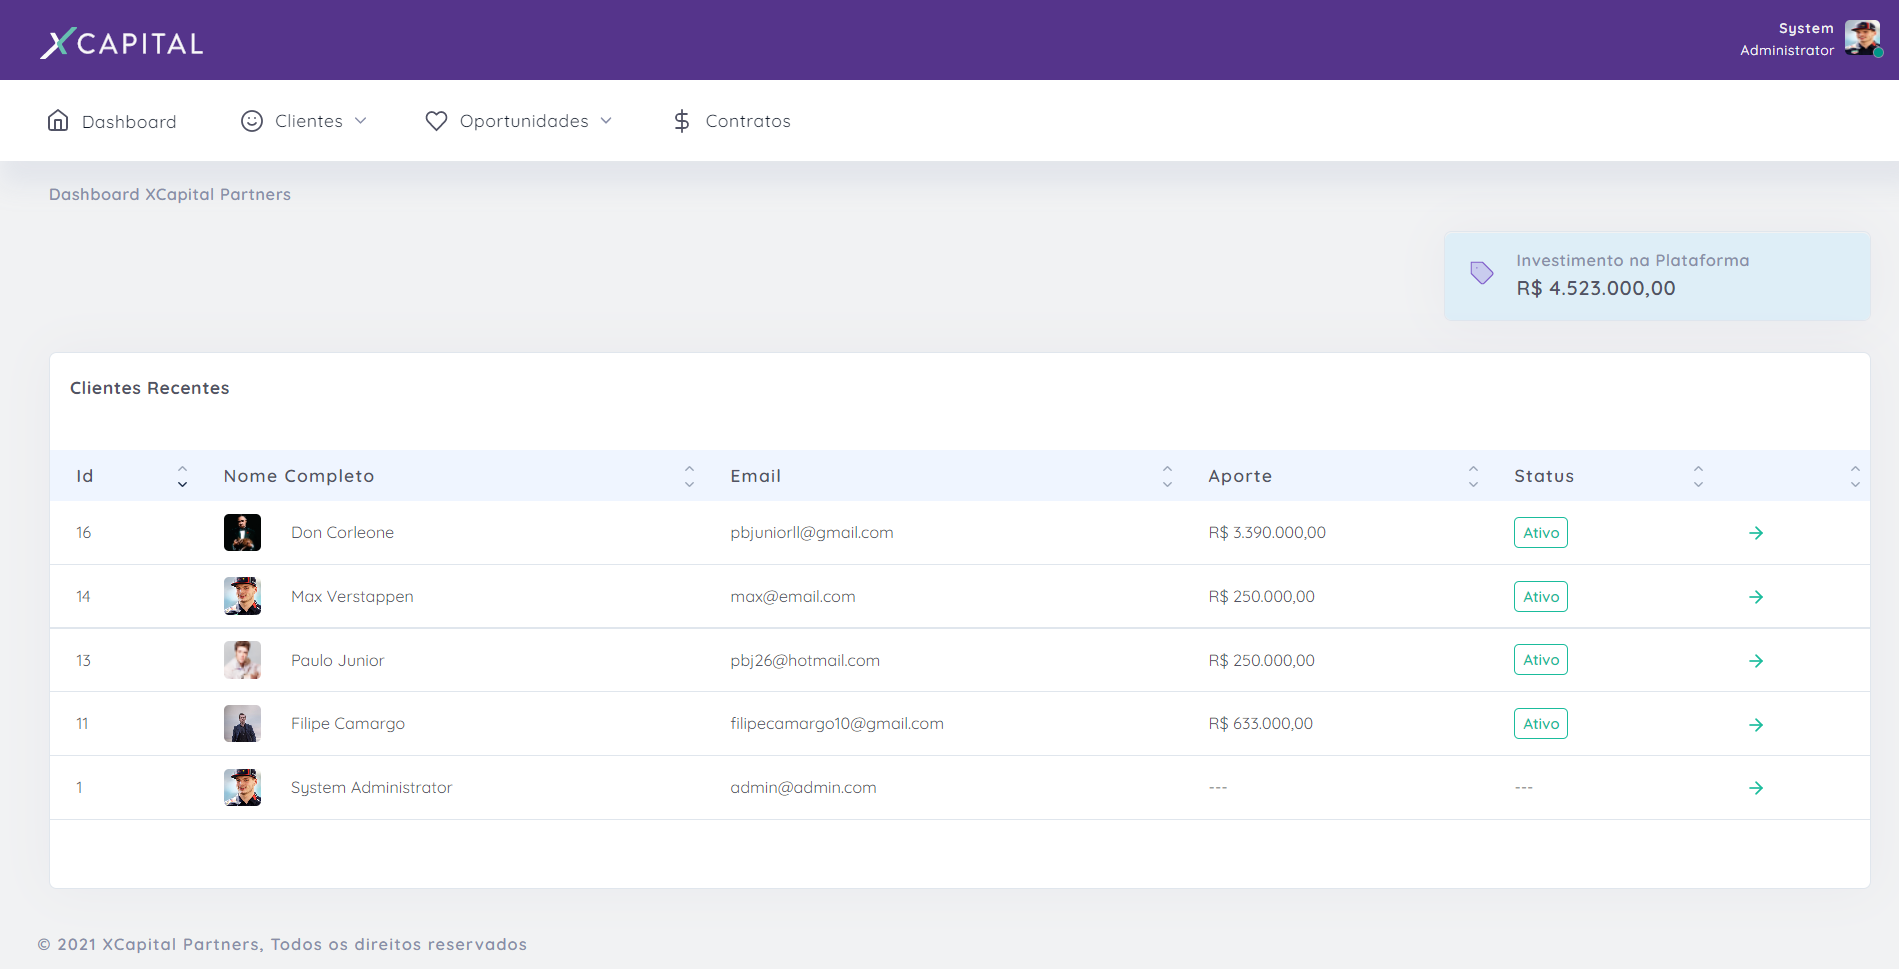 XCAPITAL
System
Administrator
Dashboard Clientes Oportunidades Contratos
Dashboard XCapital Partners
Investimento na Plataforma
R$ 4.523.000,00
Clientes Recentes
Id Nome Completo Email Aporte Status
16 Don Corleone pbjuniorll@gmail.com R$ 3.390.000,00 Ativo
14 Max Verstappen max@email.com R$ 250.000,00 Ativo
13 Paulo Junior pbj26@hotmail.com R$ 250.000,00 Ativo
11 Filipe Camargo filipecamargo10@gmail.com R$ 633.000,00 Ativo
1 System Administrator admin@admin.com --- ---
© 2021 XCapital Partners, Todos os direitos reservados